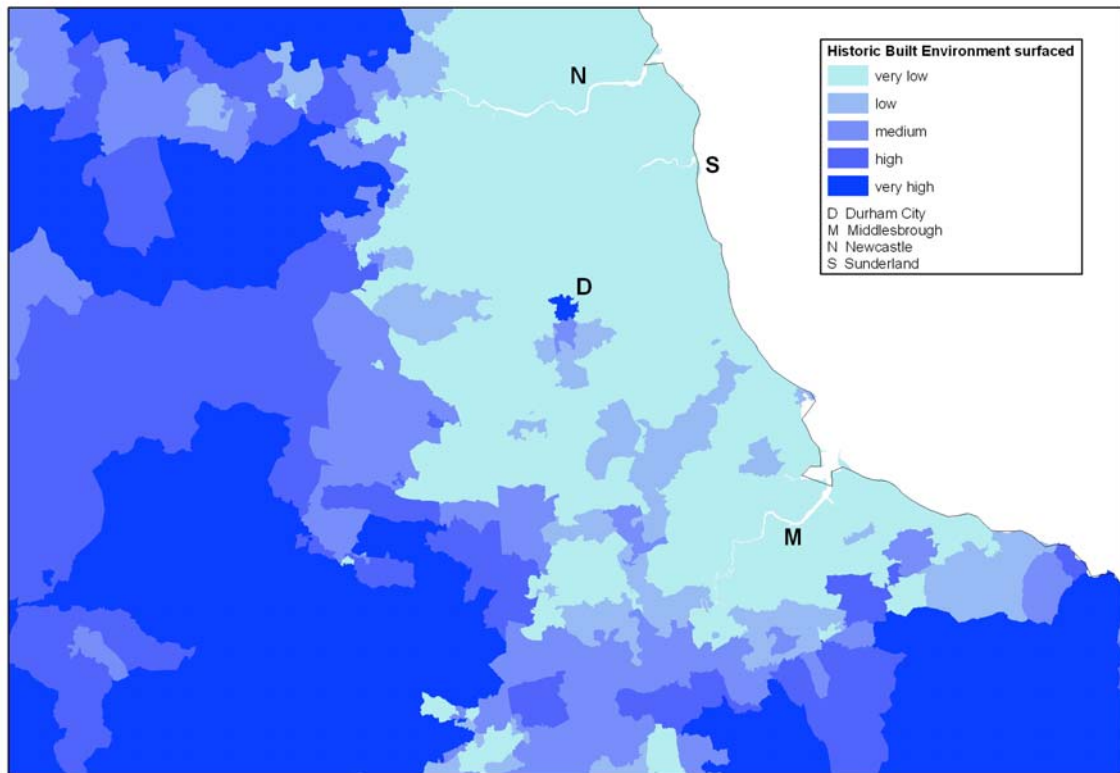 Historic Built Environment surfaced
very low
low
medium
high
very high
D Durham City
M Middlesbrough
N Newcastle
S Sunderland
N
S
D
M